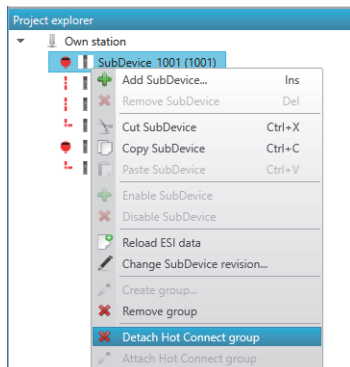 Project explorer
Own station
SubDevice_1001 (1001)
Add SubDevice... Ins
Remove SubDevice Del
Cut SubDevice Ctrl+X
Copy SubDevice Ctrl+C
Paste SubDevice Ctrl+V
Enable SubDevice
Disable SubDevice
Reload ESI data
Change SubDevice revision...
Create group...
Remove group
Detach Hot Connect group
Attach Hot Connect group